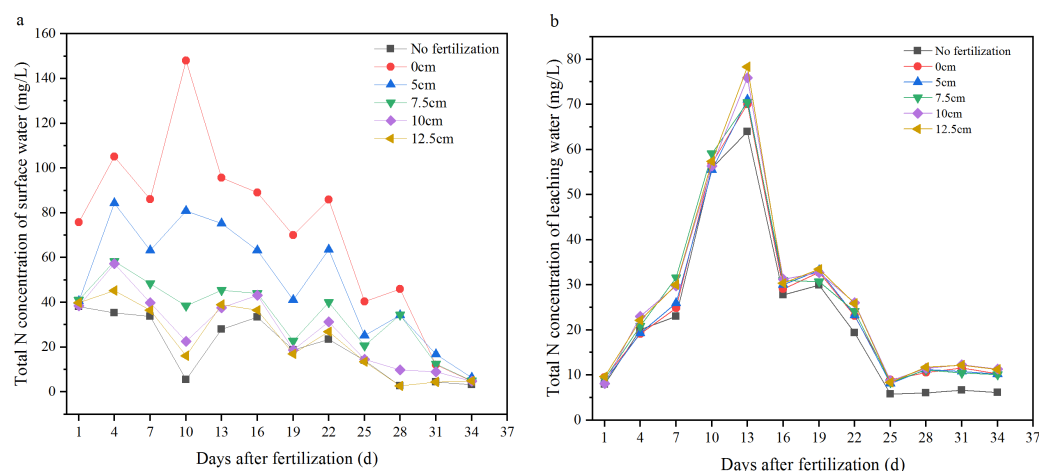 a
Total N concentration of surface water (mg/L)
160
140
120
100
80
60
40
20
0
No fertilization
0cm
5cm
7.5cm
10cm
12.5cm
1 4 7 10 13 16 19 22 25 28 31 34 37
Days after fertilization (d)
b
Total N concentration of leaching water (mg/L)
80
70
60
50
40
30
20
10
0
No fertilization
0cm
5cm
7.5cm
10cm
12.5cm
1 4 7 10 13 16 19 22 25 28 31 34 37
Days after fertilization (d)